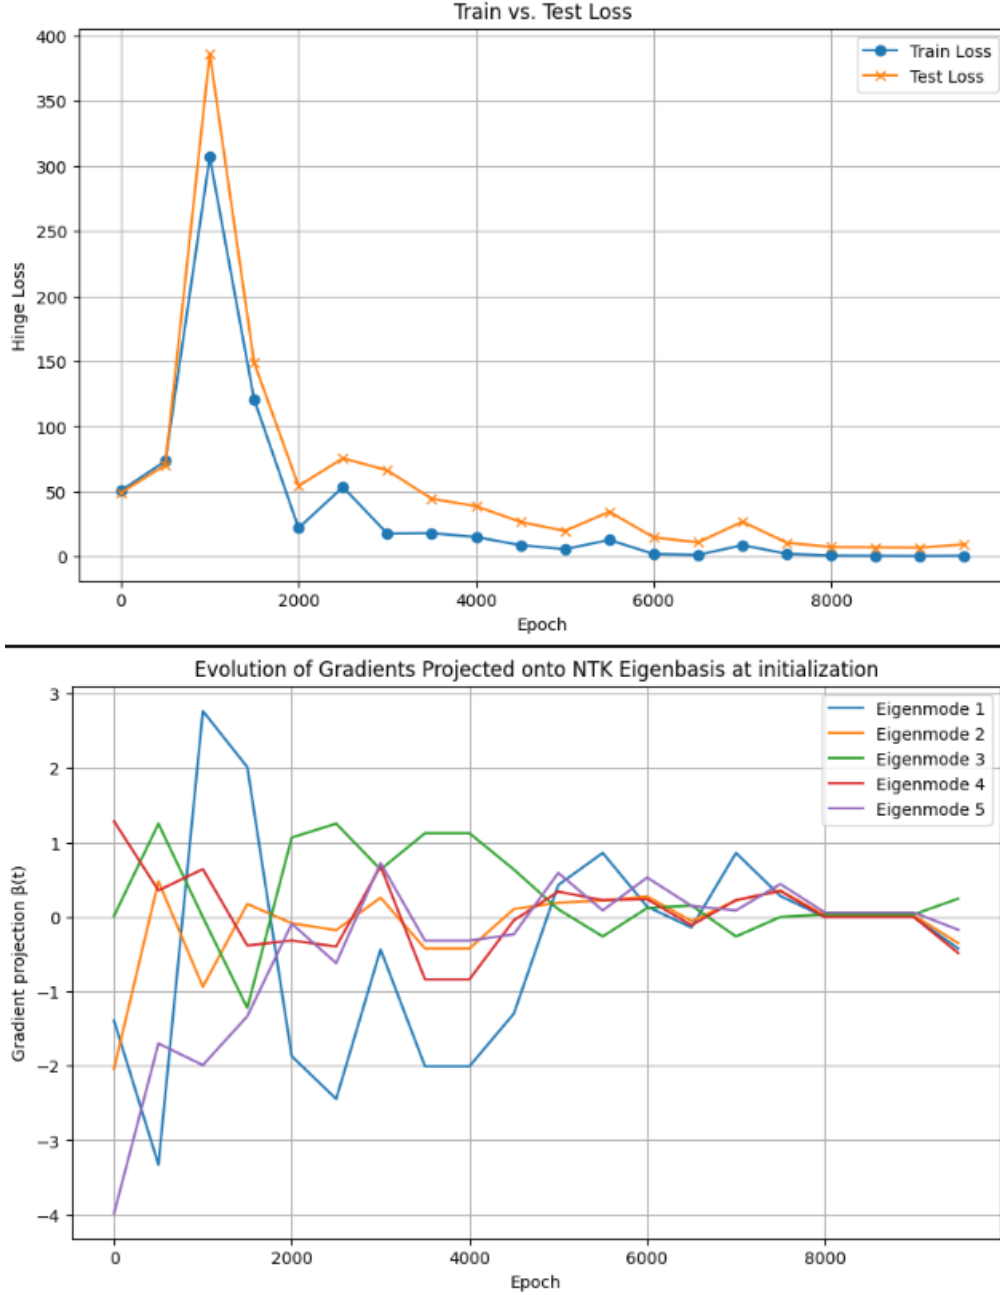 Train vs. Test Loss
400
350
300
250
200
150
100
50
0
Hinge Loss
Train Loss
Test Loss
0 2000 4000 6000 8000
Epoch
Evolution of Gradients Projected onto NTK Eigenbasis at initialization
3
2
1
0
−1
−2
−3
−4
Gradient projection β(t)
Eigenmode 1
Eigenmode 2
Eigenmode 3
Eigenmode 4
Eigenmode 5
0 2000 4000 6000 8000
Epoch